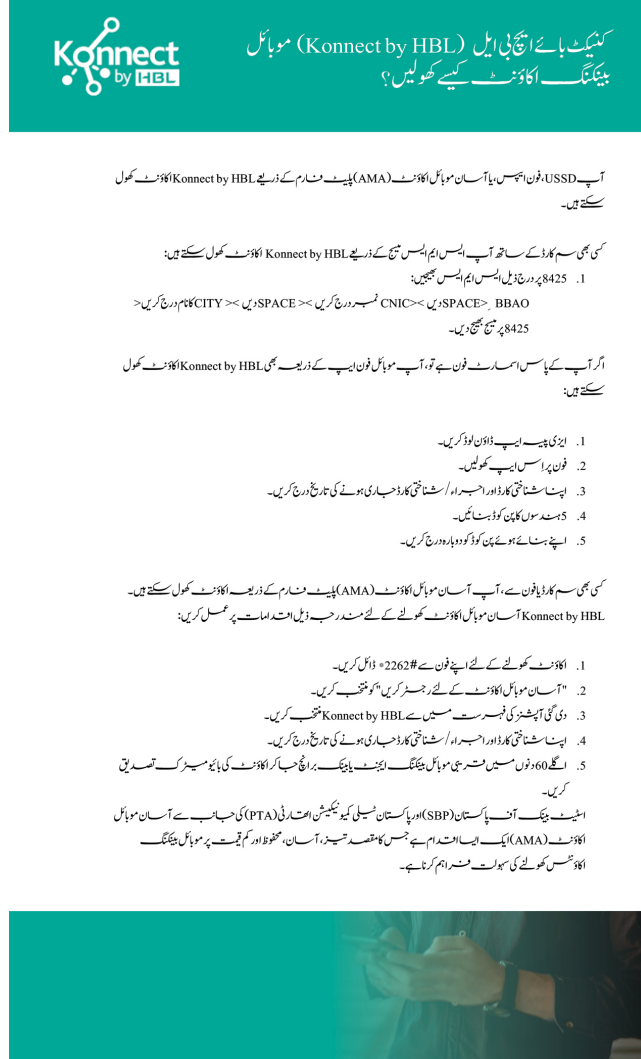 Konnect
by HBL
کنیکٹ بائے ایچ بی ایل (Konnect by HBL) موبائل
بینکنگ اکاؤنٹ کیسے کھولیں؟
آپ USSD، فون ایپس، یا آسان موبائل اکاؤنٹ (AMA) پلیٹ فارم کے ذریعے Konnect by HBL اکاؤنٹ کھول
سکتے ہیں۔
کسی بھی سم کارڈ کے ساتھ آپ ایس ایم ایس میسج کے ذریعے Konnect by HBL اکاؤنٹ کھول سکتے ہیں:
1. 8425 پر درج ذیل ایس ایم ایس بھیجیں:
BBAO <SPACE دیں >< CNIC نمبر درج کریں >< SPACE دیں >< CITY کا نام درج کریں >
8425 پر میسج بھیج دیں۔
اگر آپ کے پاس اسمارٹ فون ہے تو، آپ موبائل فون ایپ کے ذریعہ بھی Konnect by HBL اکاؤنٹ کھول
سکتے ہیں:
1. ایزی پیسہ ایپ ڈاؤن لوڈ کریں۔
2. فون پر اِس ایپ کھولیں۔
3. اپنا شناختی کارڈ اور اجراء / شناختی کارڈ جاری ہونے کی تاریخ درج کریں۔
4. 5 ہندسوں کا پن کوڈ بنائیں۔
5. اپنے بنائے ہوئے پن کوڈ کو دوبارہ درج کریں۔
کسی بھی سم کارڈ یا فون سے، آپ آسان موبائل اکاؤنٹ (AMA) پلیٹ فارم کے ذریعہ اکاؤنٹ کھول سکتے ہیں۔
Konnect by HBL آسان موبائل اکاؤنٹ کھولنے کے لئے مندرجہ ذیل اقدامات پر عمل کریں:
1. اکاؤنٹ کھولنے کے لئے اپنے فون سے #2262* ڈائل کریں۔
2. "آسان موبائل اکاؤنٹ کے لئے رجسٹر کریں" کو منتخب کریں۔
3. دی گئی آپشنز کی فہرست میں سے Konnect by HBL منتخب کریں۔
4. اپنا شناختی کارڈ اور اجراء / شناختی کارڈ جاری ہونے کی تاریخ درج کریں۔
5. اگلے 60 دنوں میں قریبی موبائل بینکنگ ایجنٹ یا بینک برانچ جا کر اکاؤنٹ کی بائیو میٹرک تصدیق
کریں۔
اسٹیٹ بینک آف پاکستان (SBP) اور پاکستان ٹیلی کمیونیکیشن اتھارٹی (PTA) کی جانب سے آسان موبائل
اکاؤنٹ (AMA) ایک ایسا اقدام ہے جس کا مقصد تیز، آسان، محفوظ اور کم قیمت پر موبائل بینکنگ
اکاؤنٹس کھولنے کی سہولت فراہم کرنا ہے۔